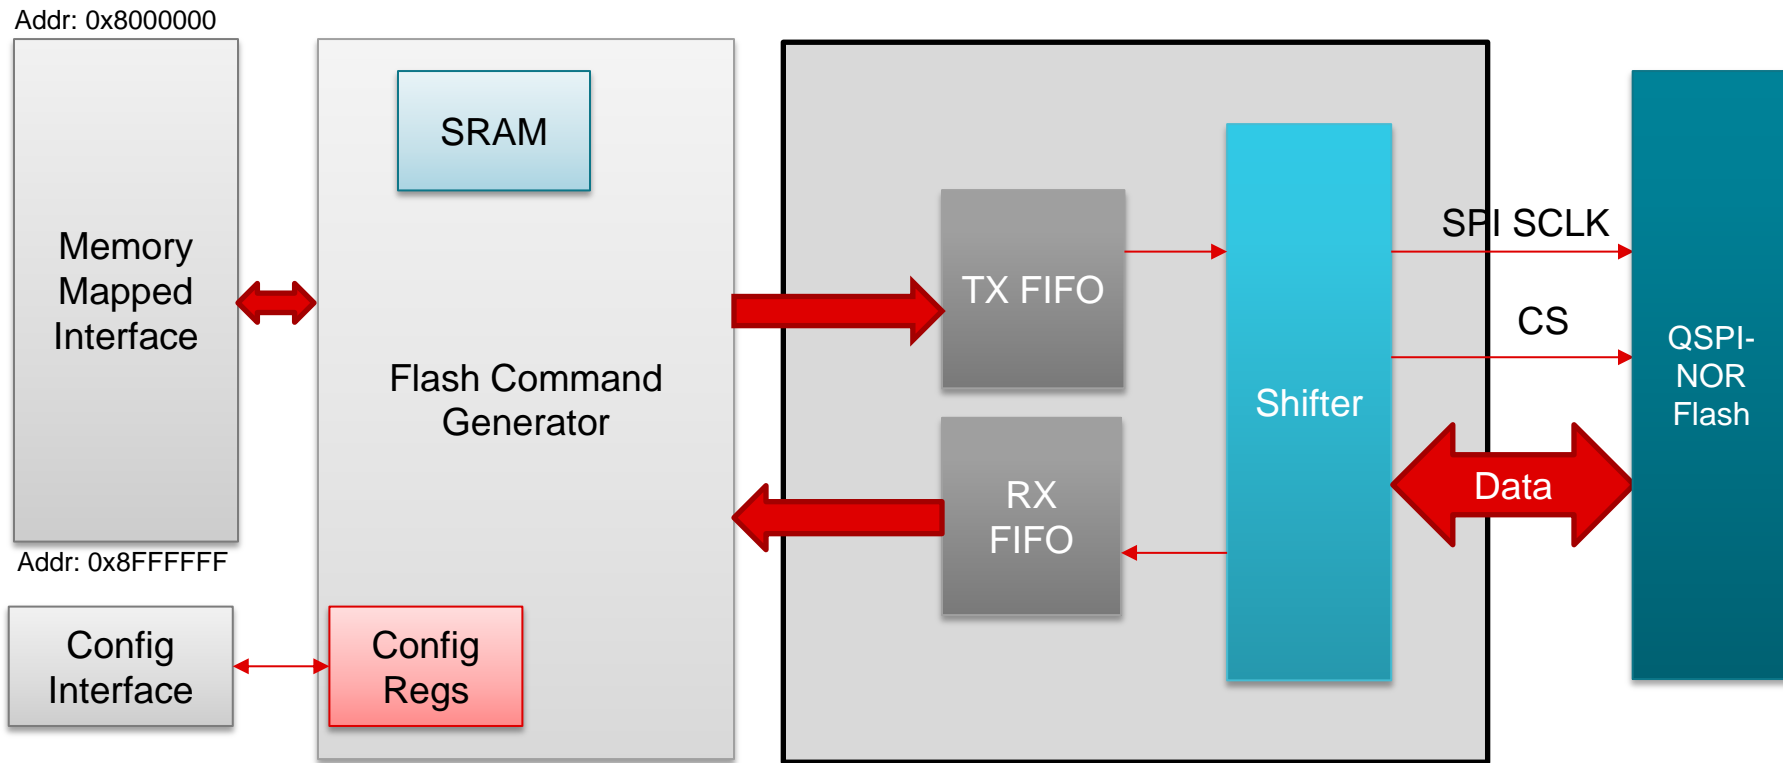 Addr: 0x8000000
Memory
Mapped
Interface
Addr: 0x8FFFFFF
Config
Interface
SRAM
Flash Command
Generator
Config
Regs
TX FIFO
RX
FIFO
Shifter
SPI SCLK
CS
Data
QSPI-
NOR
Flash